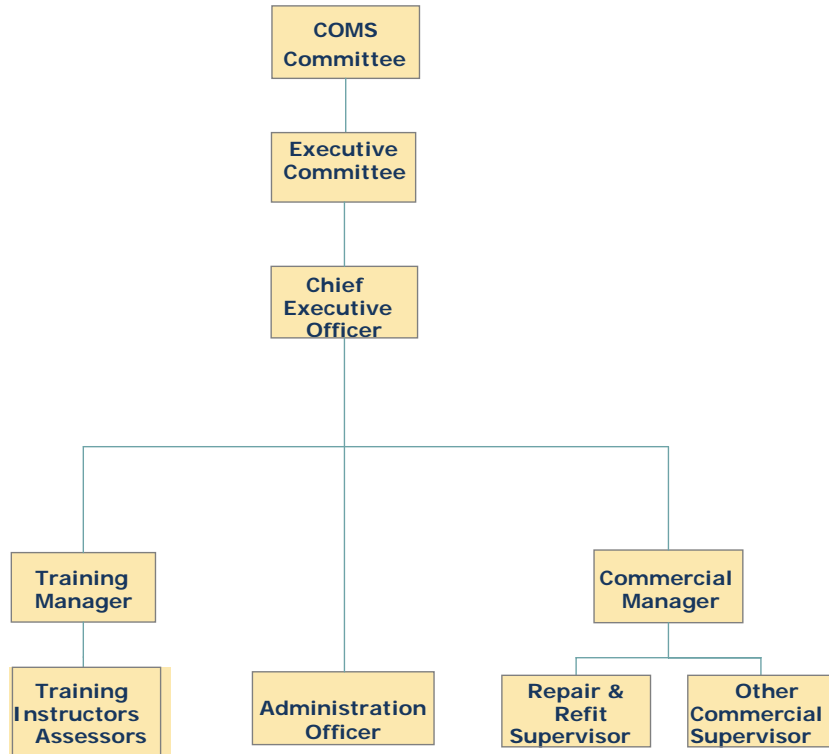 COMS
Committee
Executive
Committee
Chief
Executive
Officer
Training
Manager
Commercial
Manager
Training
Instructors
Assessors
Administration
Officer
Repair &
Refit
Supervisor
Other
Commercial
Supervisor